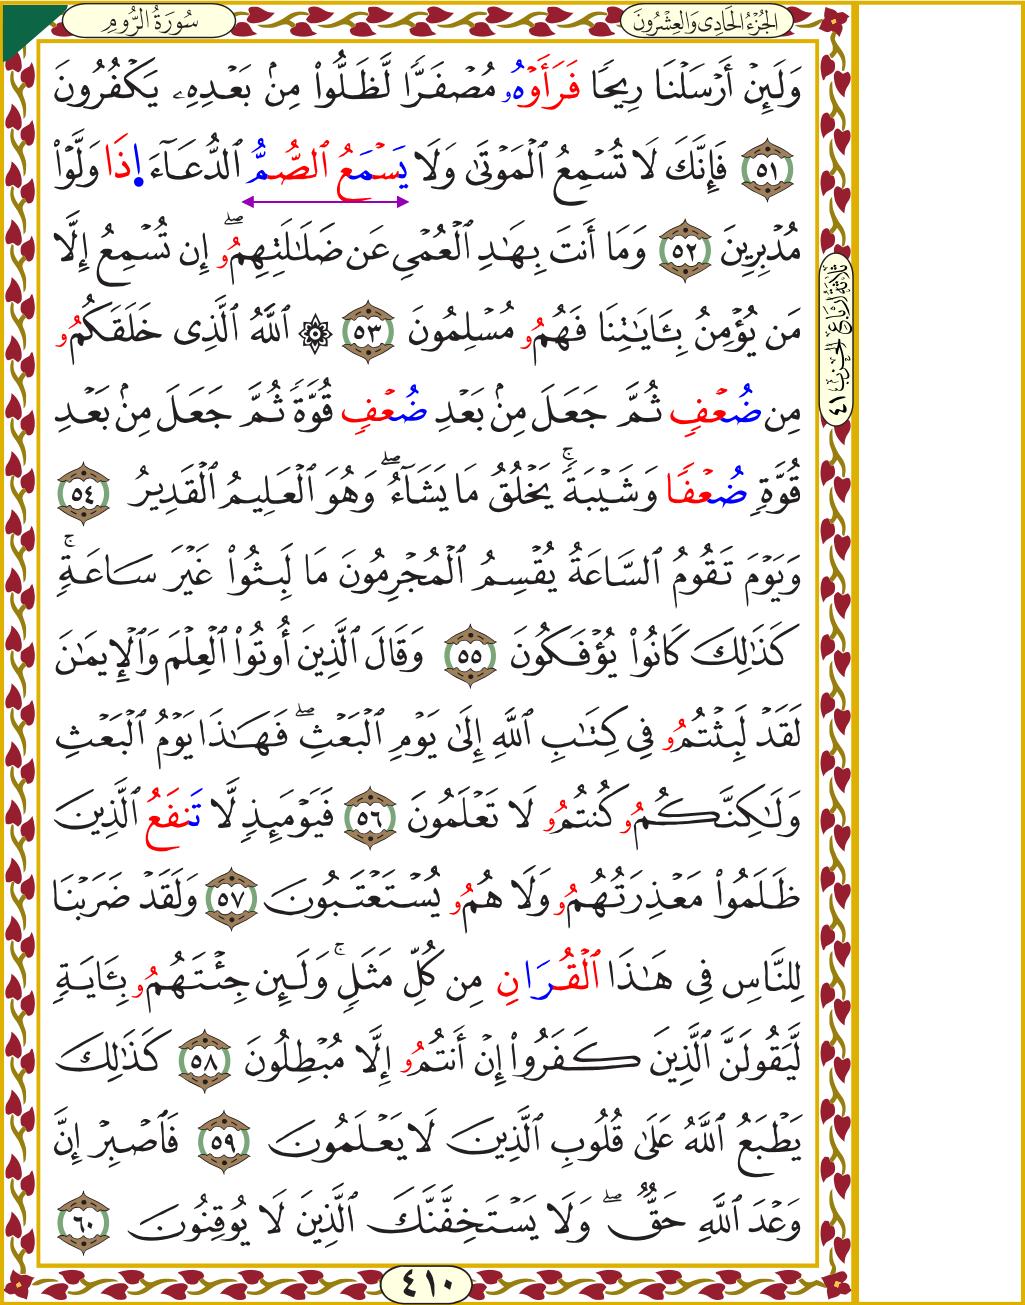 سُورَةُ الرُّومِ
الجُزْءُ الحَادِى وَالعِشْرُونَ
وَلَئِنْ أَرْسَلْنَا رِيحًا فَرَأَوْهُۥ مُصْفَرًّا لَّظَلُّوا۟ مِنۢ بَعْدِهِۦ يَكْفُرُونَ
٥١ فَإِنَّكَ لَا تُسْمِعُ ٱلْمَوْتَىٰ وَلَا يَسْمَعُ ٱلصُّمُّ ٱلدُّعَآءَ إِذَا وَلَّوْا۟
مُدْبِرِينَ ٥٢ وَمَا أَنتَ بِهَـٰدِ ٱلْعُمْىِ عَن ضَلَـٰلَتِهِمُۥ ۖ إِن تُسْمِعُ إِلَّا
مَن يُؤْمِنُ بِـَٔايَـٰتِنَا فَهُمُۥ مُسْلِمُونَ ٥٣ ۞ ٱللَّهُ ٱلَّذِى خَلَقَكُمُۥ
مِن ضُعْفٍ ثُمَّ جَعَلَ مِنۢ بَعْدِ ضُعْفٍ قُوَّةً ثُمَّ جَعَلَ مِنۢ بَعْدِ
قُوَّةٍ ضُعْفًا وَشَيْبَةً ۚ يَخْلُقُ مَا يَشَآءُ ۖ وَهُوَ ٱلْعَلِيمُ ٱلْقَدِيرُ ٥٤
وَيَوْمَ تَقُومُ ٱلسَّاعَةُ يُقْسِمُ ٱلْمُجْرِمُونَ مَا لَبِثُوا۟ غَيْرَ سَاعَةٍ ۚ
كَذَٰلِكَ كَانُوا۟ يُؤْفَكُونَ ٥٥ وَقَالَ ٱلَّذِينَ أُوتُوا۟ ٱلْعِلْمَ وَٱلْإِيمَـٰنَ
لَقَدْ لَبِثْتُمُۥ فِى كِتَـٰبِ ٱللَّهِ إِلَىٰ يَوْمِ ٱلْبَعْثِ ۖ فَهَـٰذَا يَوْمُ ٱلْبَعْثِ
وَلَـٰكِنَّكُمُۥ كُنتُمُۥ لَا تَعْلَمُونَ ٥٦ فَيَوْمَئِذٍ لَّا تَنفَعُ ٱلَّذِينَ
ظَلَمُوا۟ مَعْذِرَتُهُمُۥ وَلَا هُمُۥ يُسْتَعْتَبُونَ ٥٧ وَلَقَدْ ضَرَبْنَا
لِلنَّاسِ فِى هَـٰذَا ٱلْقُرَانِ مِن كُلِّ مَثَلٍ ۚ وَلَئِن جِئْتَهُمُۥ بِـَٔايَةٍ
لَّيَقُولَنَّ ٱلَّذِينَ كَفَرُوا۟ إِنْ أَنتُمُۥ إِلَّا مُبْطِلُونَ ٥٨ كَذَٰلِكَ
يَطْبَعُ ٱللَّهُ عَلَىٰ قُلُوبِ ٱلَّذِينَ لَا يَعْلَمُونَ ٥٩ فَٱصْبِرْ إِنَّ
وَعْدَ ٱللَّهِ حَقٌّ ۖ وَلَا يَسْتَخِفَّنَّكَ ٱلَّذِينَ لَا يُوقِنُونَ ٦٠
ثَلَاثَةُ أَرْبَاعِ الحِزْبِ ٤١
٤١٠